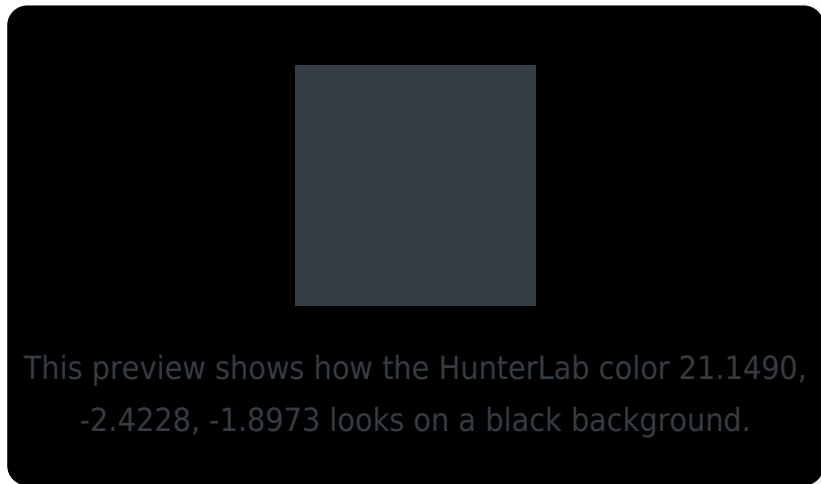 This preview shows how the HunterLab color 21.1490,
-2.4228, -1.8973 looks on a black background.